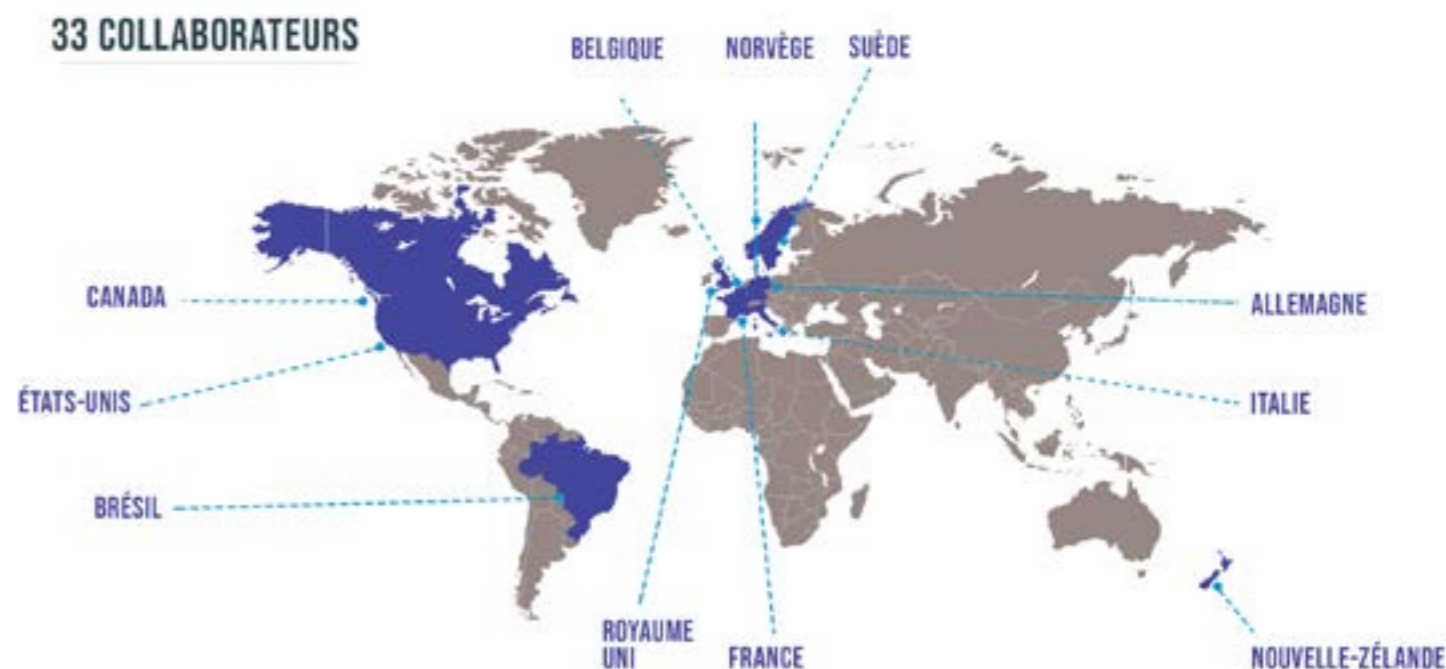 33 COLLABORATEURS
BELGIQUE
NORVÈGE
SUÈDE
CANADA
ALLEMAGNE
ÉTATS-UNIS
ITALIE
BRÉSIL
ROYAUME
UNI
FRANCE
NOUVELLE-ZÉLANDE